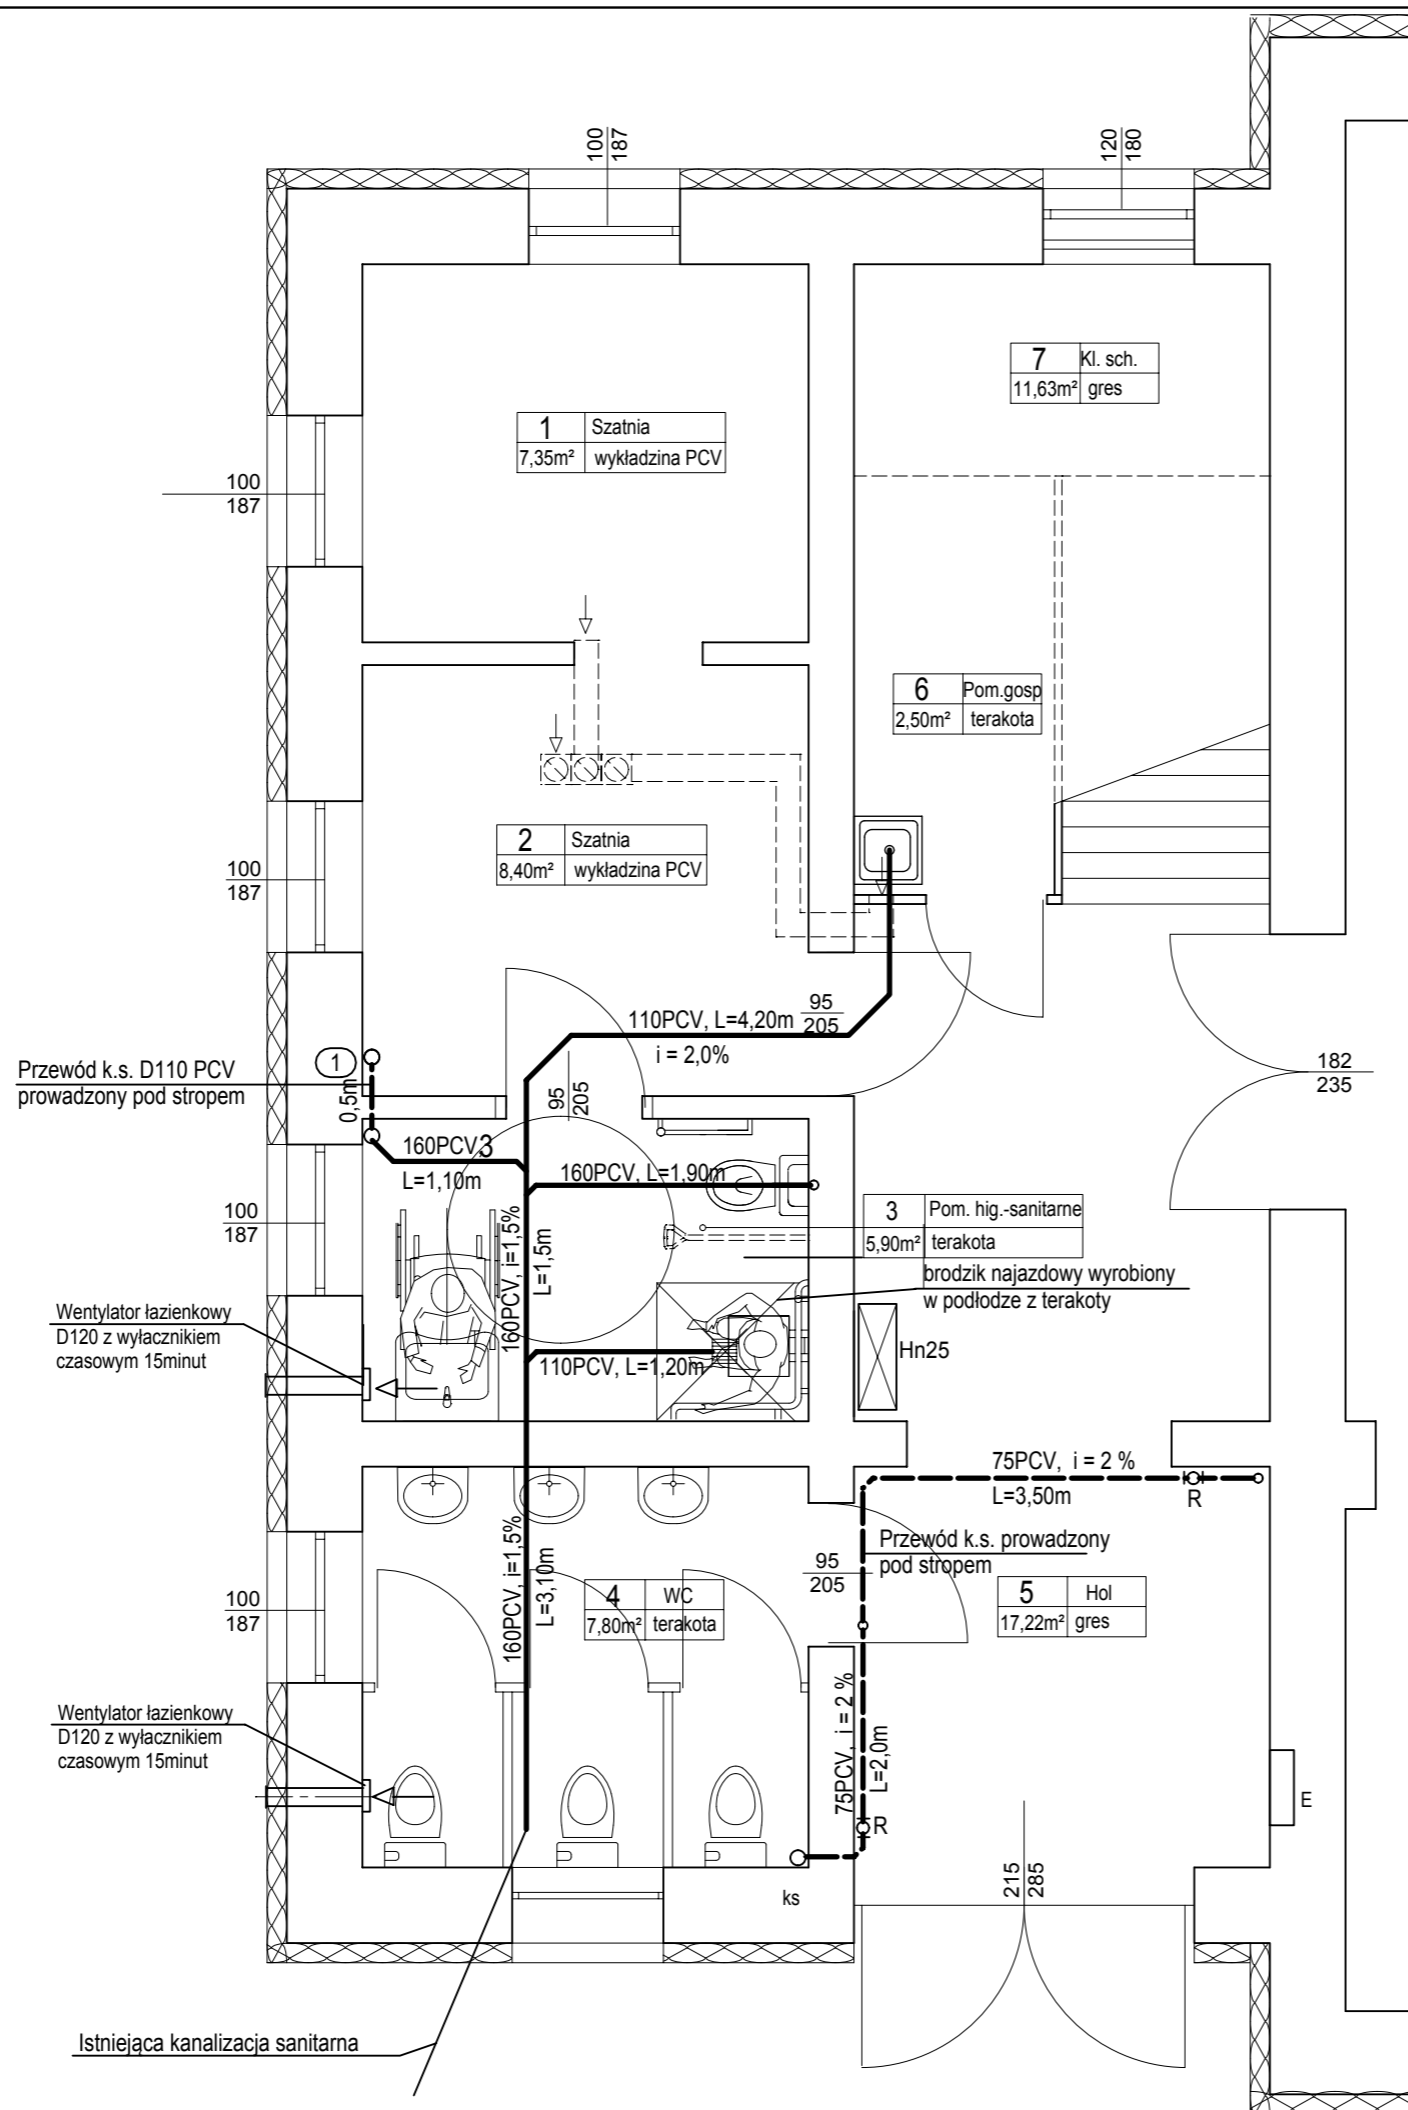 100
187
120
180
7 Kl. sch.
11,63m² gres
1 Szatnia
7,35m² wykładzina PCV
100
187
6 Pom.gosp
2,50m² terakota
2 Szatnia
8,40m² wykładzina PCV
100
187
110PCV, L=4,20m
i = 2,0%
95
205
1
Przewód k.s. D110 PCV
prowadzony pod stropem
0,5m
95
205
182
235
160PCV,3
L=1,10m
160PCV, L=1,90m
160PCV, i=1,5%
L=1,5m
100
187
3 Pom. hig.-sanitarne
5,90m² terakota
brodzik najazdowy wyrobiony
w podłodze z terakoty
Wentylator łazienkowy
D120 z wyłacznikiem
czasowym 15minut
Hn25
110PCV, L=1,20m
75PCV, i = 2 %
L=3,50m
R
Przewód k.s. prowadzony
pod stropem
160PCV, i=1,5%
L=3,10m
95
205
4 WC
7,80m² terakota
5 Hol
17,22m² gres
100
187
Wentylator łazienkowy
D120 z wyłacznikiem
czasowym 15minut
75PCV, i = 2 %
L=2,0m
R
E
ks
215
285
Istniejąca kanalizacja sanitarna